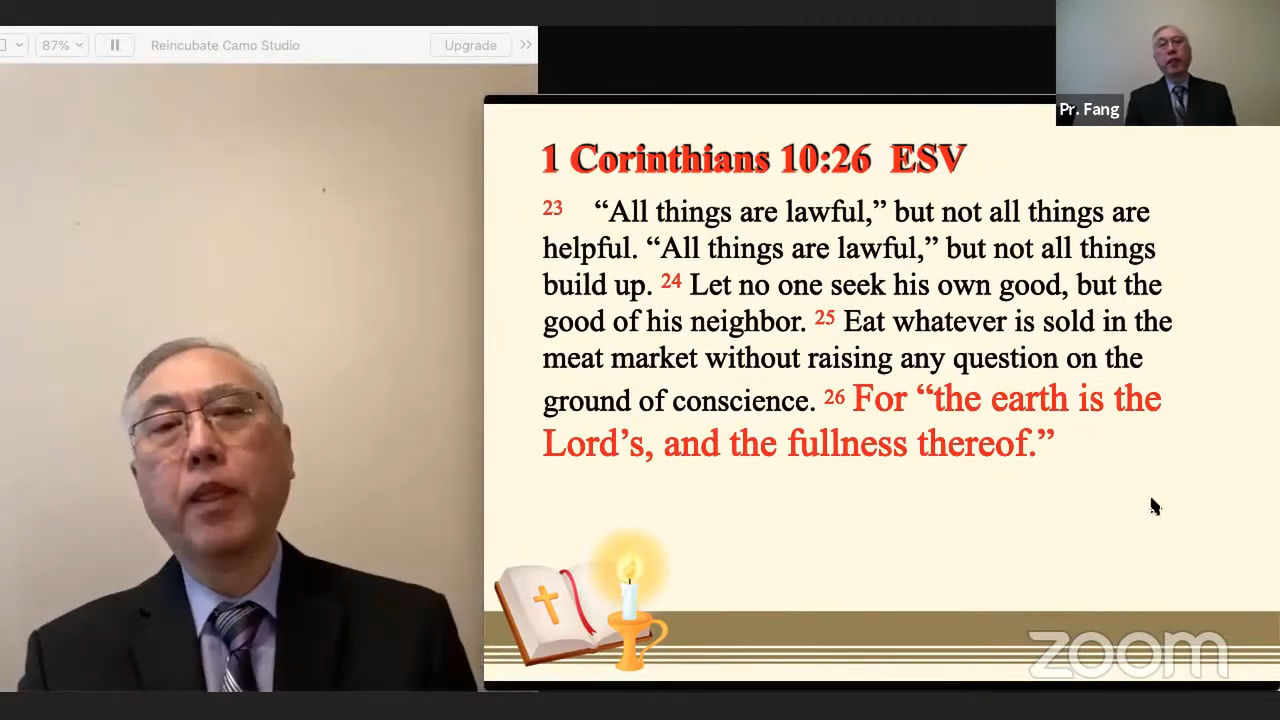 87%
Reincubate Camo Studio
Upgrade
Pr. Fang
1 Corinthians 10:26 ESV
23 “All things are lawful,” but not all things are
helpful. “All things are lawful,” but not all things
build up. 24 Let no one seek his own good, but the
good of his neighbor. 25 Eat whatever is sold in the
meat market without raising any question on the
ground of conscience. 26 For “the earth is the
Lord’s, and the fullness thereof.”
zoom